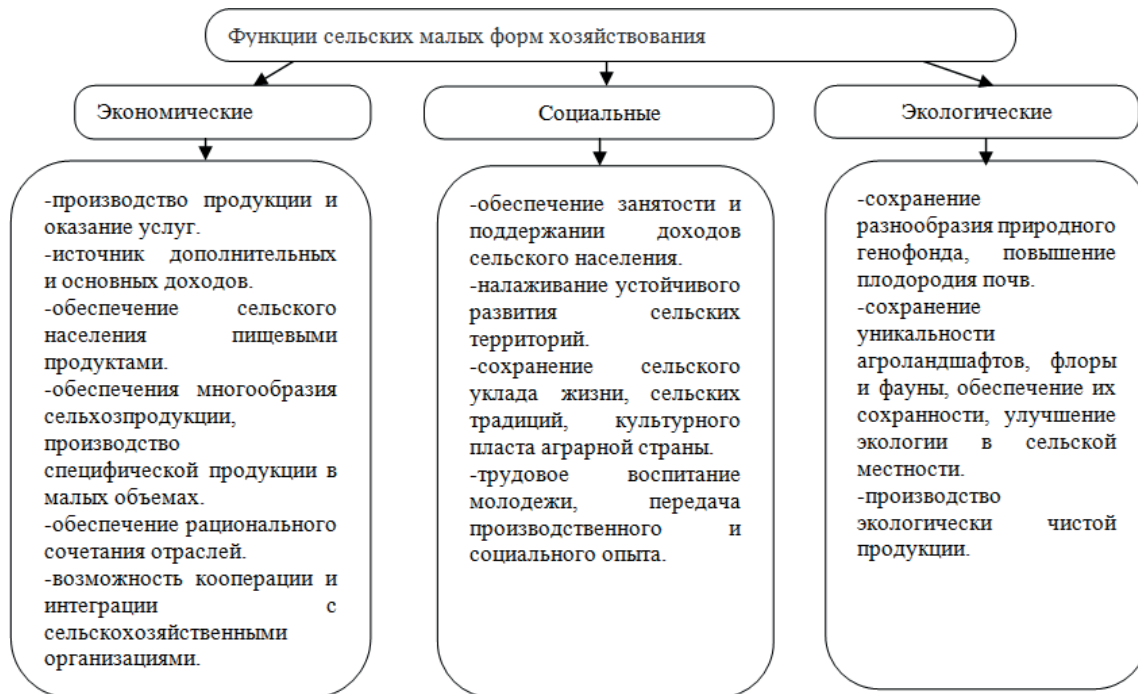 Функции сельских малых форм хозяйствования
Экономические
Социальные
Экологические
-производство продукции и
оказание услуг.
-источник дополнительных
и основных доходов.
-обеспечение сельского
населения пищевыми
продуктами.
-обеспечения многообразия
сельхозпродукции,
производство
специфической продукции в
малых объемах.
-обеспечение рационального
сочетания отраслей.
-возможность кооперации и
интеграции с
сельскохозяйственными
организациями.
-обеспечение занятости и
поддержании доходов
сельского населения.
-налаживание устойчивого
развития сельских
территорий.
-сохранение сельского
уклада жизни, сельских
традиций, культурного
пласта аграрной страны.
-трудовое воспитание
молодежи, передача
производственного и
социального опыта.
-сохранение
разнообразия природного
генофонда, повышение
плодородия почв.
-сохранение
уникальности
агроландшафтов, флоры
и фауны, обеспечение их
сохранности, улучшение
экологии в сельской
местности.
-производство
экологически чистой
продукции.